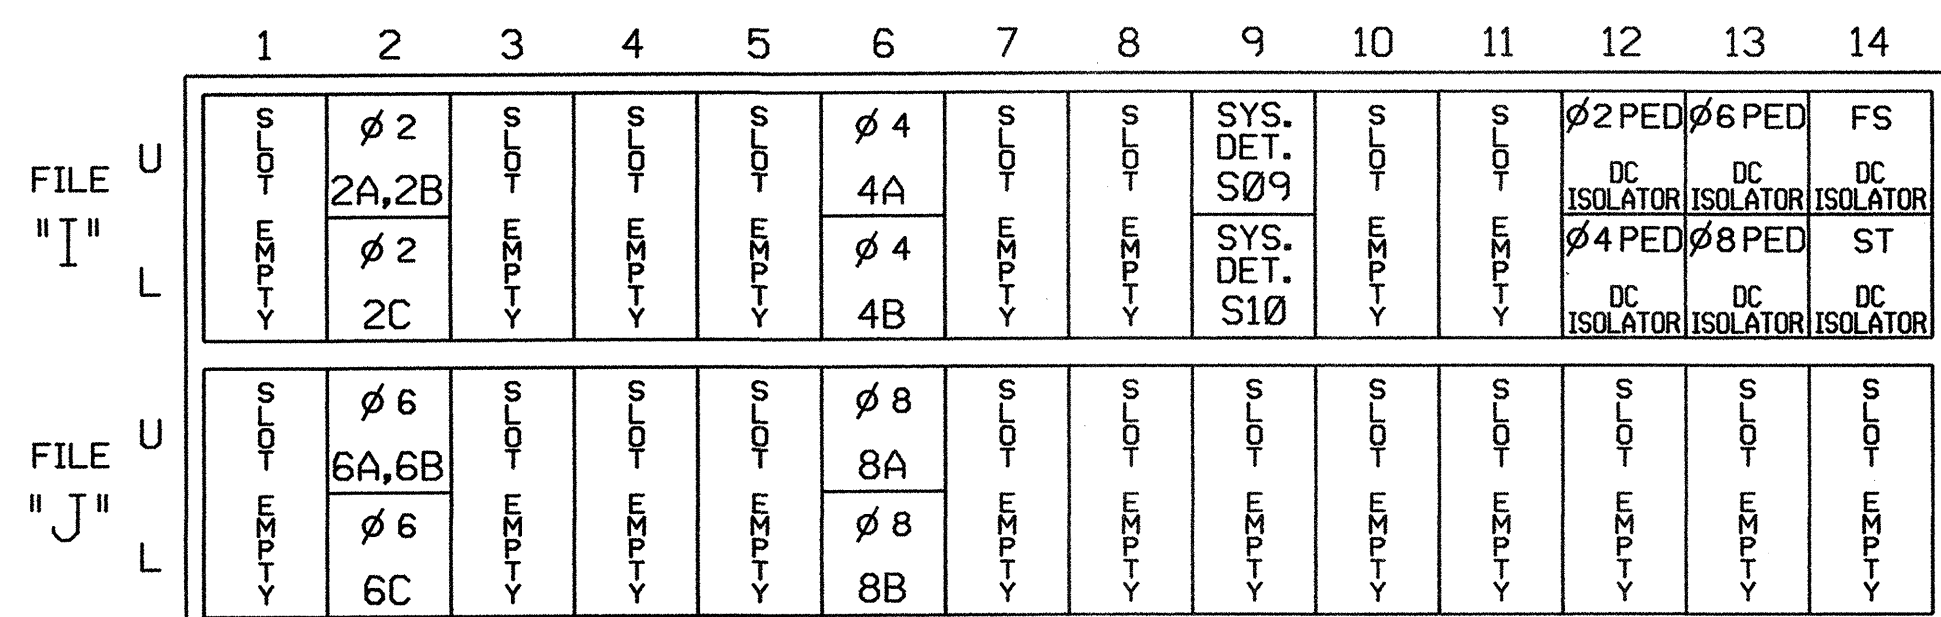 1 2 3 4 5 6 7 8 9 10 11 12 13 14
FILE "I"
U
L
SLOT EMPTY
ø 2
2A,2B
ø 2
2C
SLOT EMPTY
SLOT EMPTY
SLOT EMPTY
ø 4
4A
ø 4
4B
SLOT EMPTY
SLOT EMPTY
SYS.
DET.
SØ9
SYS.
DET.
S1Ø
SLOT EMPTY
SLOT EMPTY
ø2 PED
DC
ISOLATOR
ø4 PED
DC
ISOLATOR
ø6 PED
DC
ISOLATOR
ø8 PED
DC
ISOLATOR
FS
DC
ISOLATOR
ST
DC
ISOLATOR
FILE "J"
U
L
SLOT EMPTY
ø 6
6A,6B
ø 6
6C
SLOT EMPTY
SLOT EMPTY
SLOT EMPTY
ø 8
8A
ø 8
8B
SLOT EMPTY
SLOT EMPTY
SLOT EMPTY
SLOT EMPTY
SLOT EMPTY
SLOT EMPTY
SLOT EMPTY
SLOT EMPTY